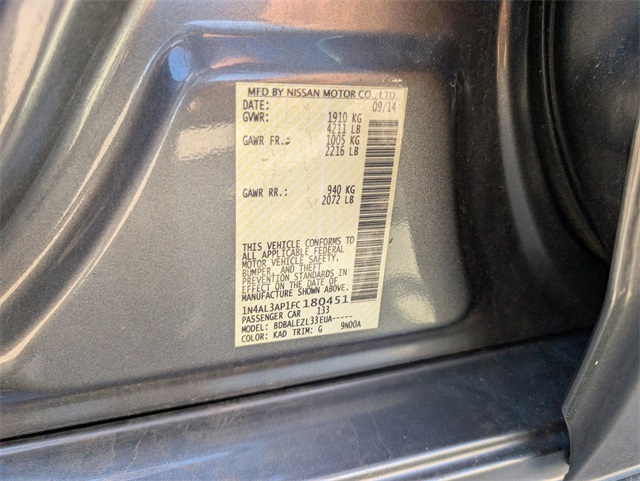 MFD BY NISSAN MOTOR CO., LTD.
DATE: 09/14
GVWR: 1910 KG
4211 LB
GAWR FR.: 1005 KG
2216 LB
GAWR RR.: 940 KG
2072 LB
THIS VEHICLE CONFORMS TO
ALL APPLICABLE FEDERAL
MOTOR VEHICLE SAFETY,
BUMPER, AND THEFT
PREVENTION STANDARDS IN
EFFECT ON THE DATE OF
MANUFACTURE SHOWN ABOVE.
1N4AL3AP1FC180451
PASSENGER CAR 133
MODEL: BDBALEZL33EUA-----
COLOR: KAD TRIM: G 9N00A